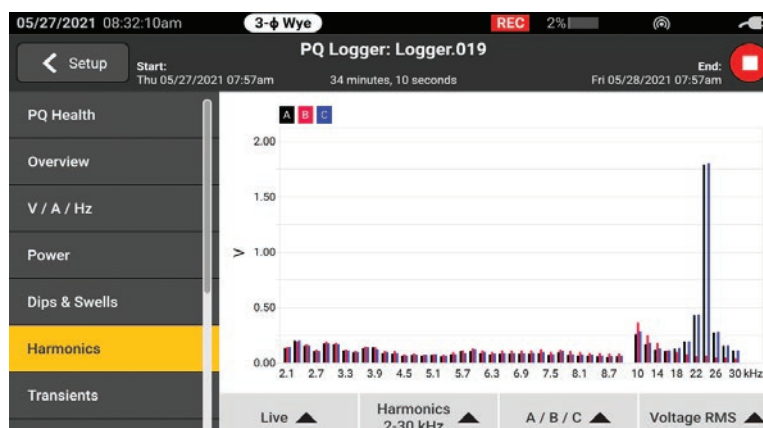 05/27/2021 08:32:10am 3-ϕ Wye REC 2%
Setup
PQ Logger: Logger.019
Start:
Thu 05/27/2021 07:57am
34 minutes, 10 seconds
End:
Fri 05/28/2021 07:57am
PQ Health
Overview
V / A / Hz
Power
Dips & Swells
Harmonics
Transients
A B C
2.00
1.50
V
1.00
0.50
0.00
2.1 2.7 3.3 3.9 4.5 5.1 5.7 6.3 6.9 7.5 8.1 8.7 10 14 18 22 26 30 kHz
Live
Harmonics
2-30 kHz
A / B / C
Voltage RMS